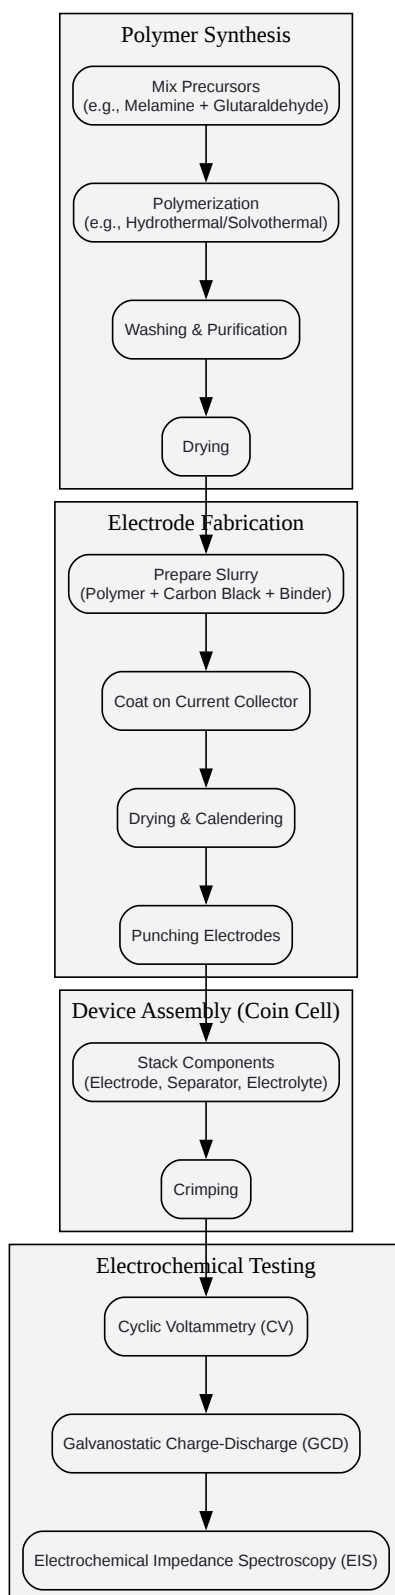 Polymer Synthesis
Mix Precursors
(e.g., Melamine + Glutaraldehyde)
Polymerization
(e.g., Hydrothermal/Solvothermal)
Washing & Purification
Drying
Electrode Fabrication
Prepare Slurry
(Polymer + Carbon Black + Binder)
Coat on Current Collector
Drying & Calendering
Punching Electrodes
Device Assembly (Coin Cell)
Stack Components
(Electrode, Separator, Electrolyte)
Crimping
Electrochemical Testing
Cyclic Voltammetry (CV)
Galvanostatic Charge-Discharge (GCD)
Electrochemical Impedance Spectroscopy (EIS)